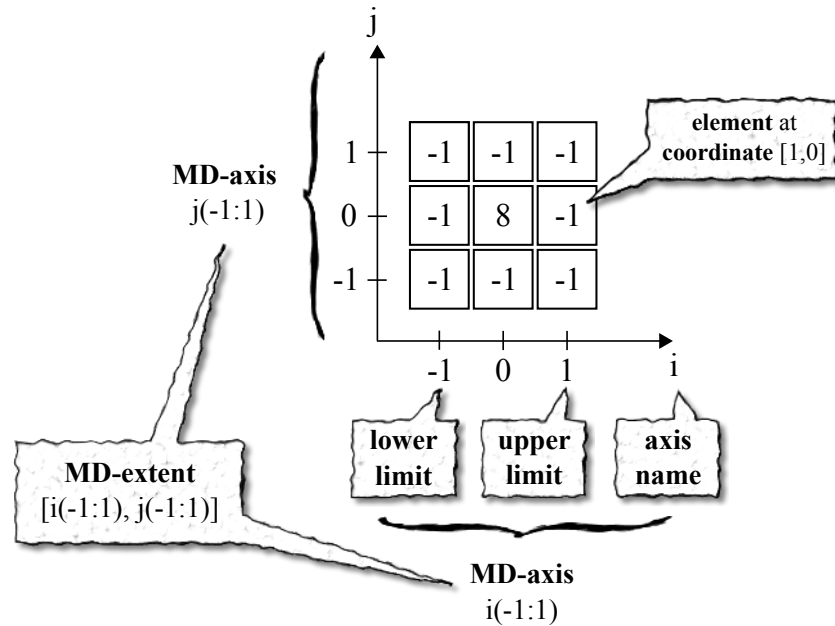 j
element at
coordinate [1,0]
1 -1 -1 -1
MD-axis
j(-1:1)
0 -1 8 -1
-1 -1 -1 -1
-1 0 1 i
lower
limit
upper
limit
axis
name
MD-extent
[i(-1:1), j(-1:1)]
MD-axis
i(-1:1)